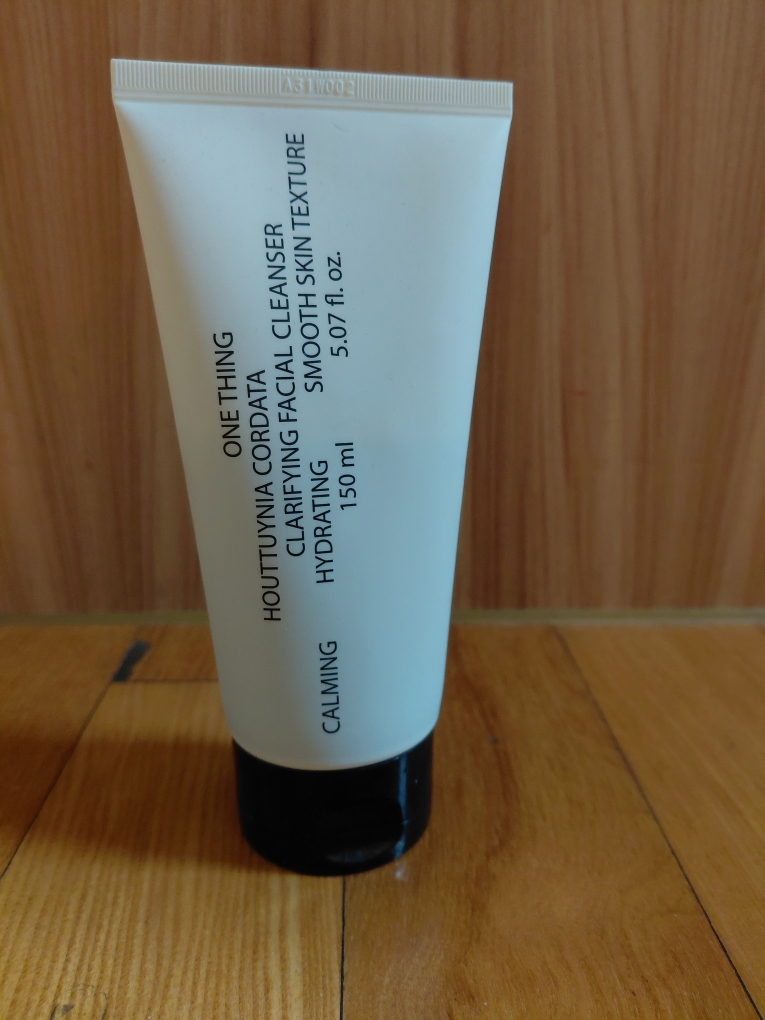 ONE THING
HOUTTUYNIA CORDATA
CLARIFYING FACIAL CLEANSER
CALMING HYDRATING SMOOTH SKIN TEXTURE
150 ml 5.07 fl. oz.